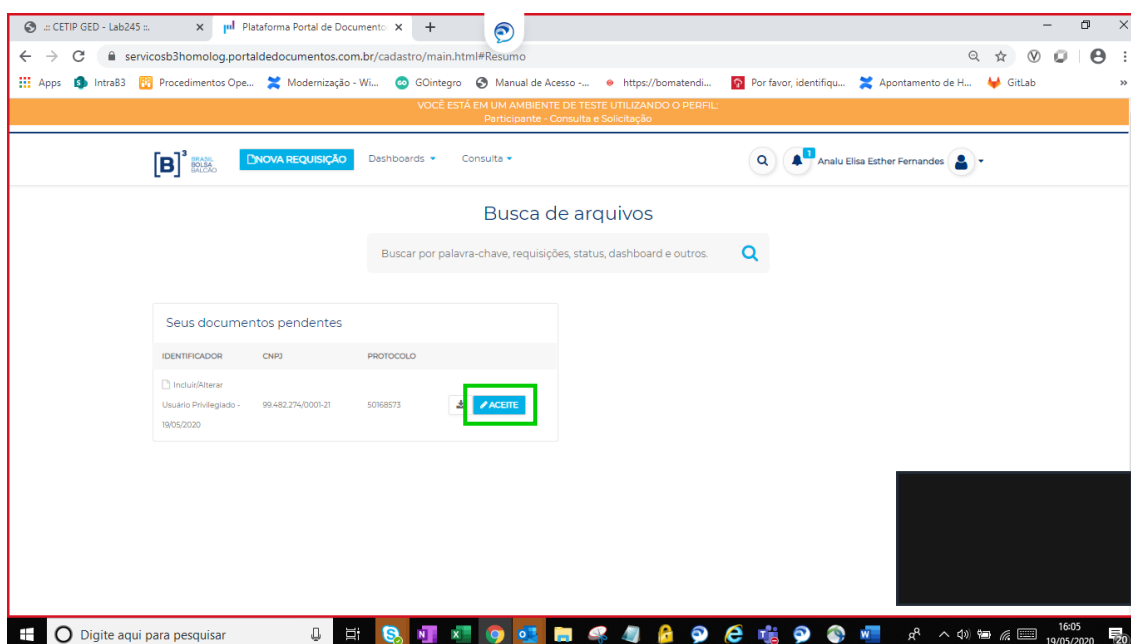 .:: CETIP GED - Lab245 ::.
Plataforma Portal de Documento
servicosb3homolog.portaldedocumentos.com.br/cadastro/main.html#Resumo
Apps IntraB3 Procedimentos Ope... Modernização - Wi... GOintegro Manual de Acesso -... https://bomatendi... Por favor, identifiqu... Apontamento de H... GitLab »
VOCÊ ESTÁ EM UM AMBIENTE DE TESTE UTILIZANDO O PERFIL:
Participante - Consulta e Solicitação
[B]³ BRASIL BOLSA BALCÃO
NOVA REQUISIÇÃO Dashboards Consulta 1 Analu Elisa Esther Fernandes
Busca de arquivos
Buscar por palavra-chave, requisições, status, dashboard e outros.
Seus documentos pendentes
IDENTIFICADOR CNPJ PROTOCOLO
Incluir/Alterar
Usuário Privilegiado - 99.482.274/0001-21 50168573 ACEITE
19/05/2020
Digite aqui para pesquisar
16:05
19/05/2020
20